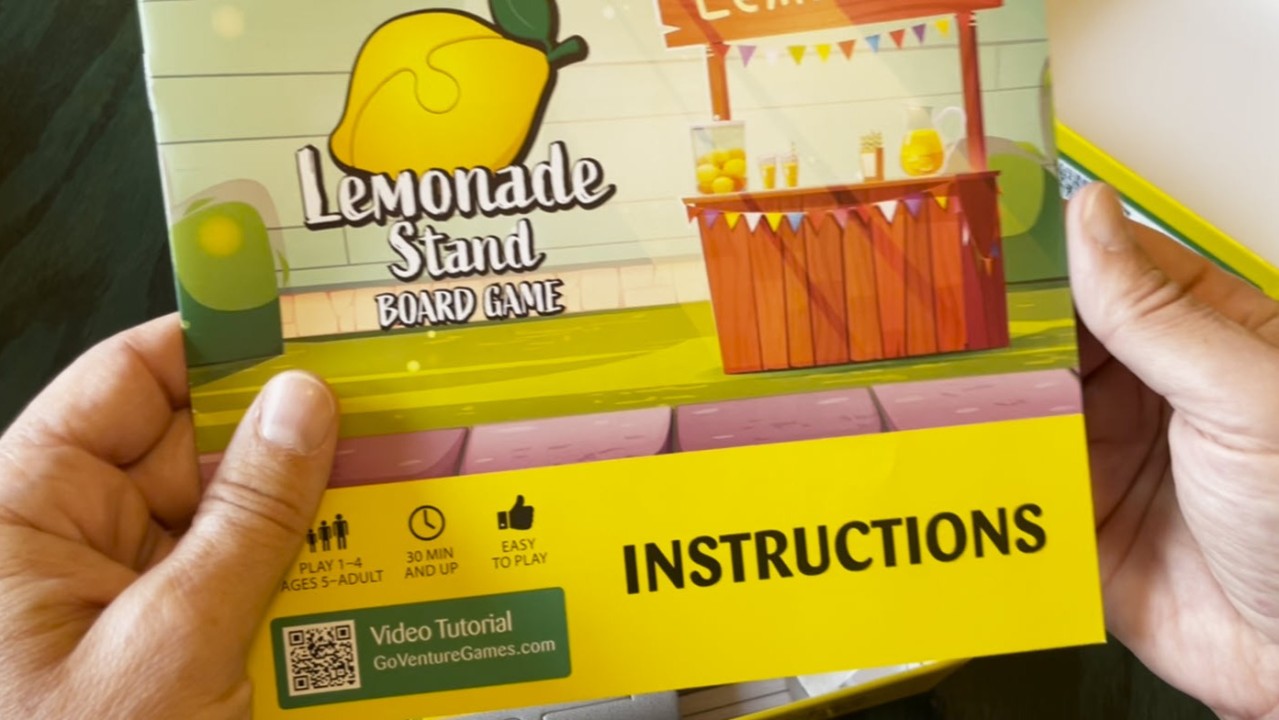 Lemonade
Stand
BOARD GAME
PLAY 1–4
AGES 5–ADULT
30 MIN
AND UP
EASY
TO PLAY
INSTRUCTIONS
Video Tutorial
GoVentureGames.com